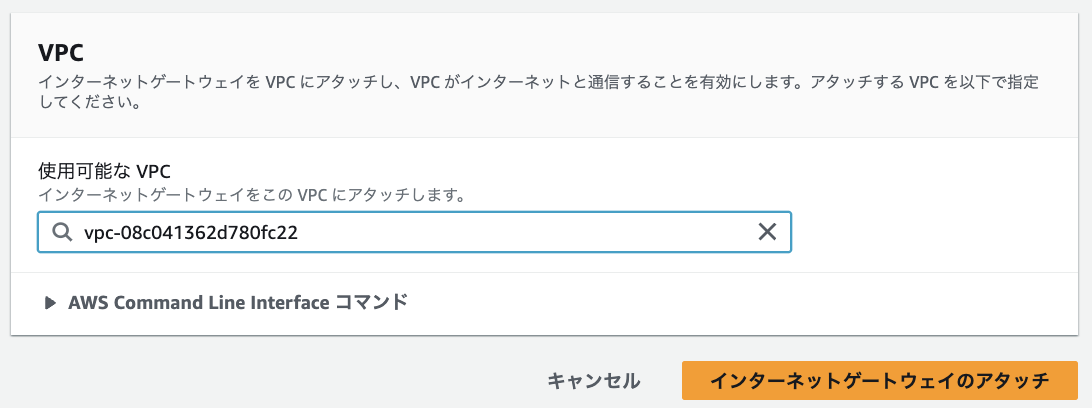 VPC
インターネットゲートウェイを VPC にアタッチし、VPC がインターネットと通信することを有効にします。アタッチする VPC を以下で指定
してください。
使用可能な VPC
インターネットゲートウェイをこの VPC にアタッチします。
vpc-08c041362d780fc22
AWS Command Line Interface コマンド
キャンセル
インターネットゲートウェイのアタッチ